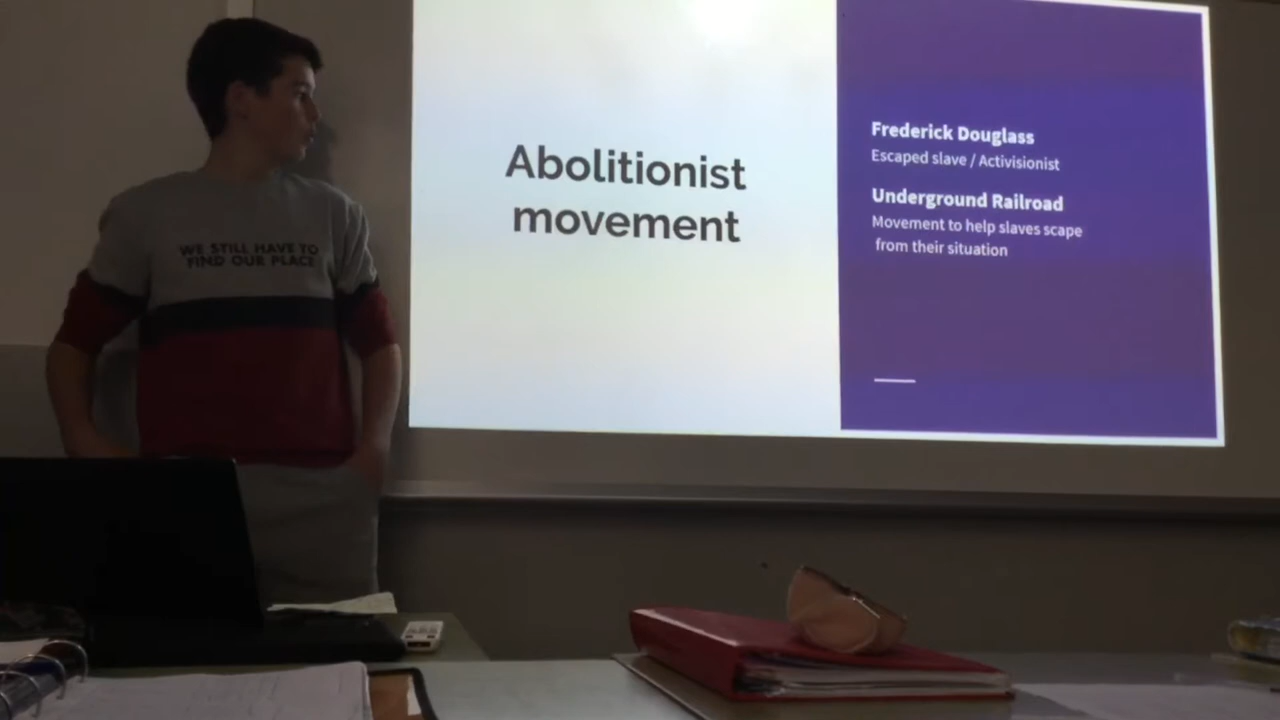 WE STILL HAVE TO
FIND OUR PLACE
Abolitionist
movement
Frederick Douglass
Escaped slave / Activisionist
Underground Railroad
Movement to help slaves scape
from their situation